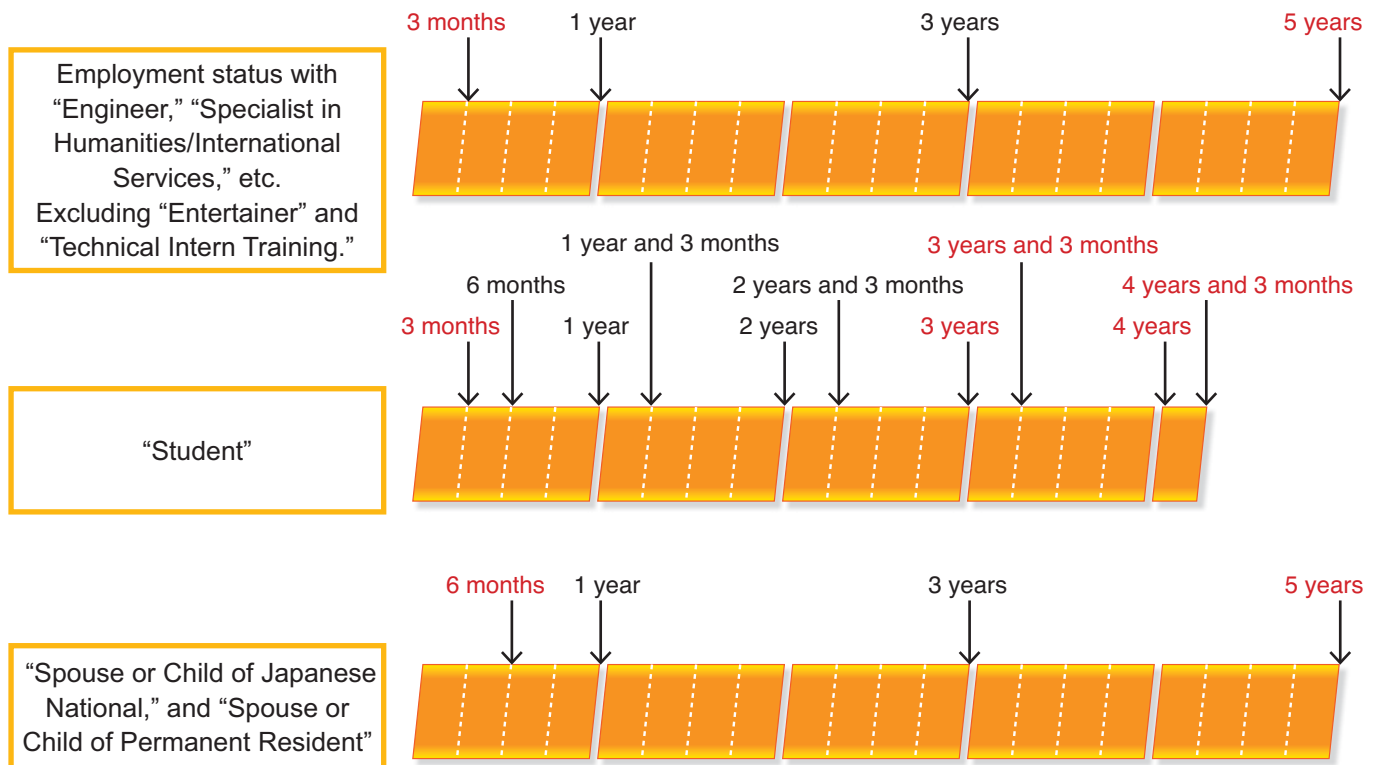 3 months
1 year
3 years
5 years
Employment status with
“Engineer,” “Specialist in
Humanities/International
Services,” etc.
Excluding “Entertainer” and
“Technical Intern Training.”
1 year and 3 months
3 years and 3 months
6 months
2 years and 3 months
4 years and 3 months
3 months
1 year
2 years
3 years
4 years
“Student”
6 months
1 year
3 years
5 years
“Spouse or Child of Japanese
National,” and “Spouse or
Child of Permanent Resident”